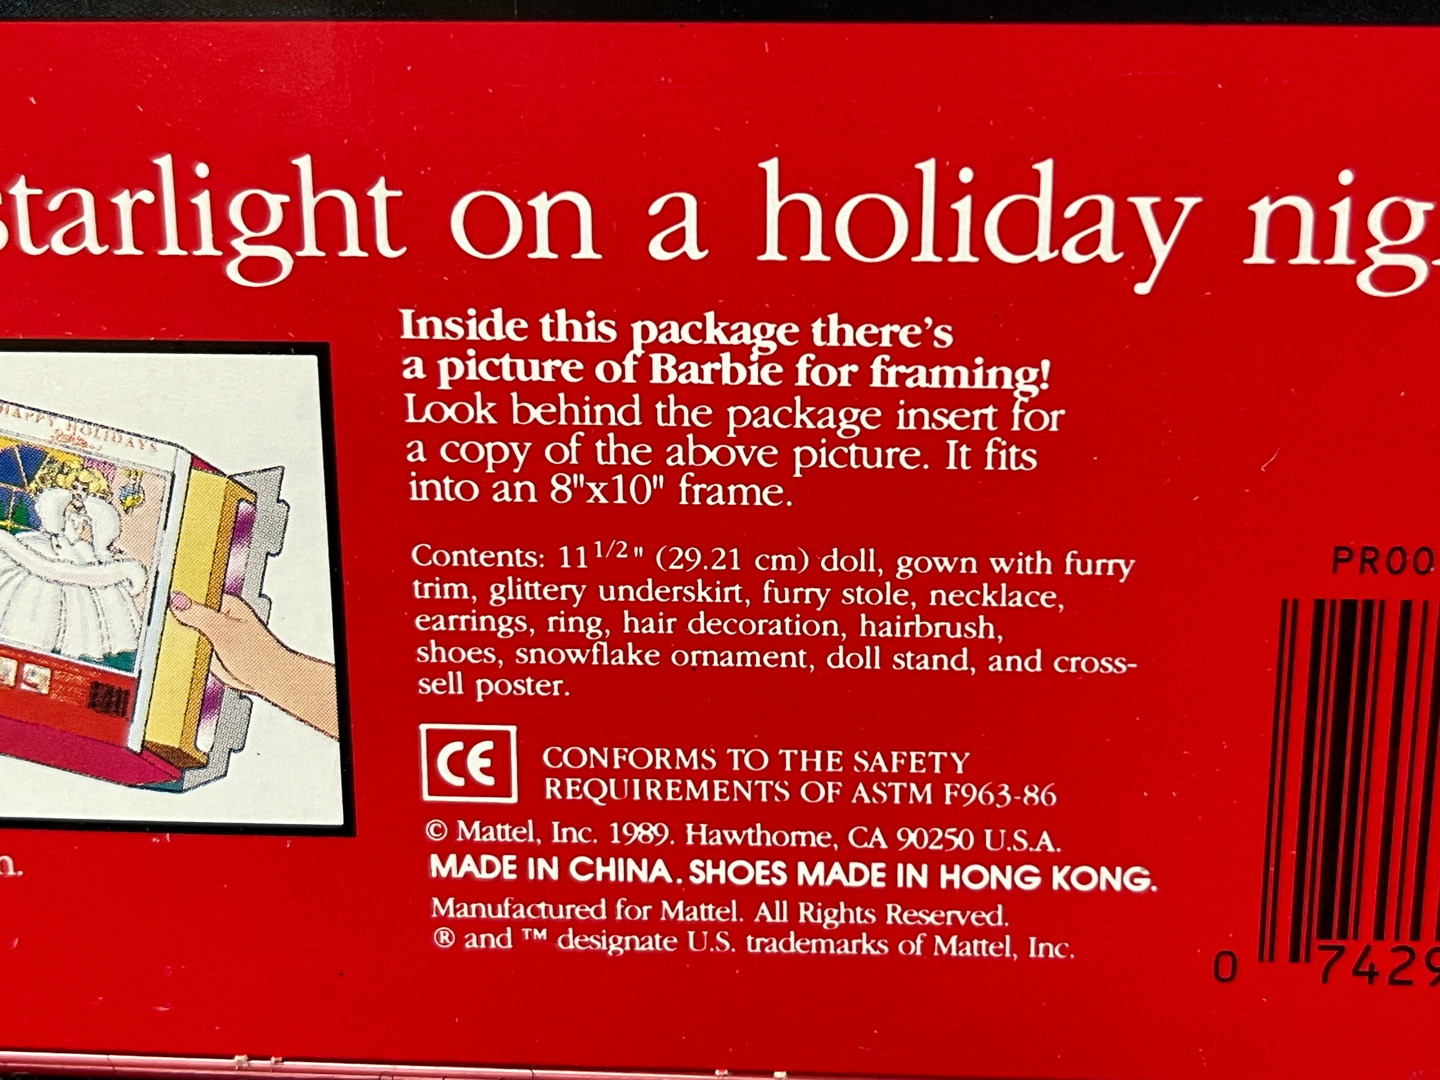 starlight on a holiday nig
Inside this package there's
a picture of Barbie for framing!
Look behind the package insert for
a copy of the above picture. It fits
into an 8"x10" frame.
HAPPY HOLIDAYS
Contents: 11 1/2" (29.21 cm) doll, gown with furry
trim, glittery underskirt, furry stole, necklace,
earrings, ring, hair decoration, hairbrush,
shoes, snowflake ornament, doll stand, and cross-
sell poster.
CE CONFORMS TO THE SAFETY
REQUIREMENTS OF ASTM F963-86
© Mattel, Inc. 1989. Hawthorne, CA 90250 U.S.A.
MADE IN CHINA. SHOES MADE IN HONG KONG.
Manufactured for Mattel. All Rights Reserved.
® and ™ designate U.S. trademarks of Mattel, Inc.
PROO
0 7429